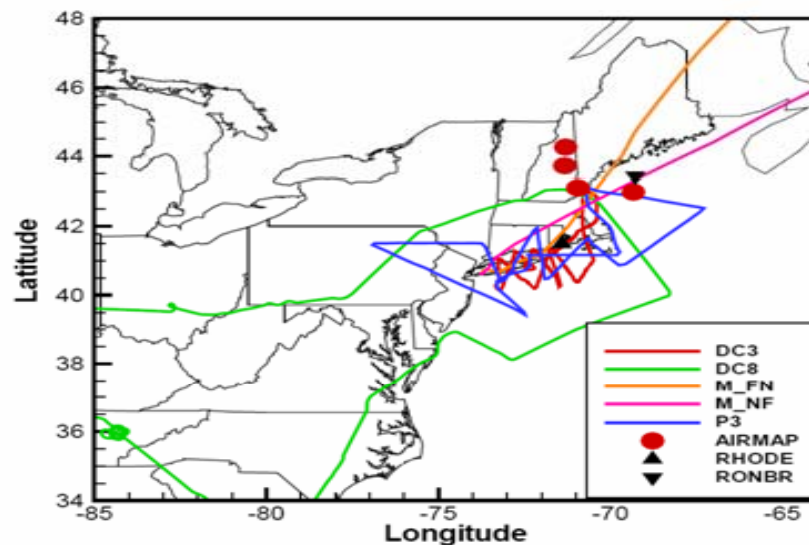 48
46
44
42
40
38
36
34
Latitude
-85
-80
-75
-70
-65
Longitude
DC3
DC8
M_FN
M_NF
P3
AIRMAP
RHODE
RONBR